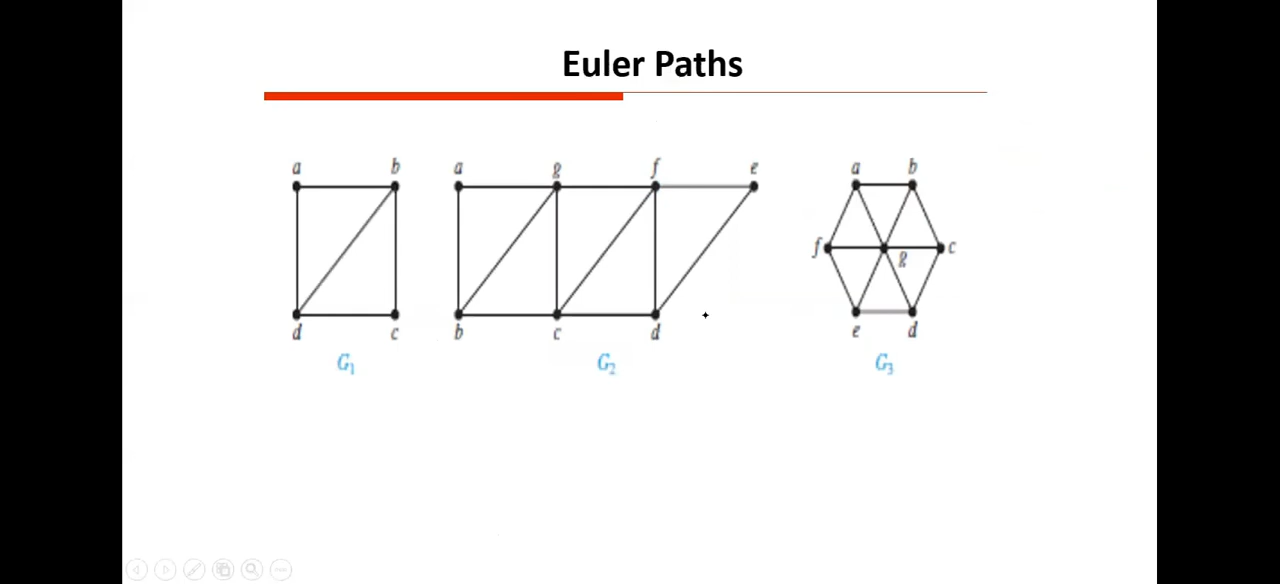 Euler Paths
a b a g f e a b
f g c
d c b c d e d
G₁ G₂ G₃